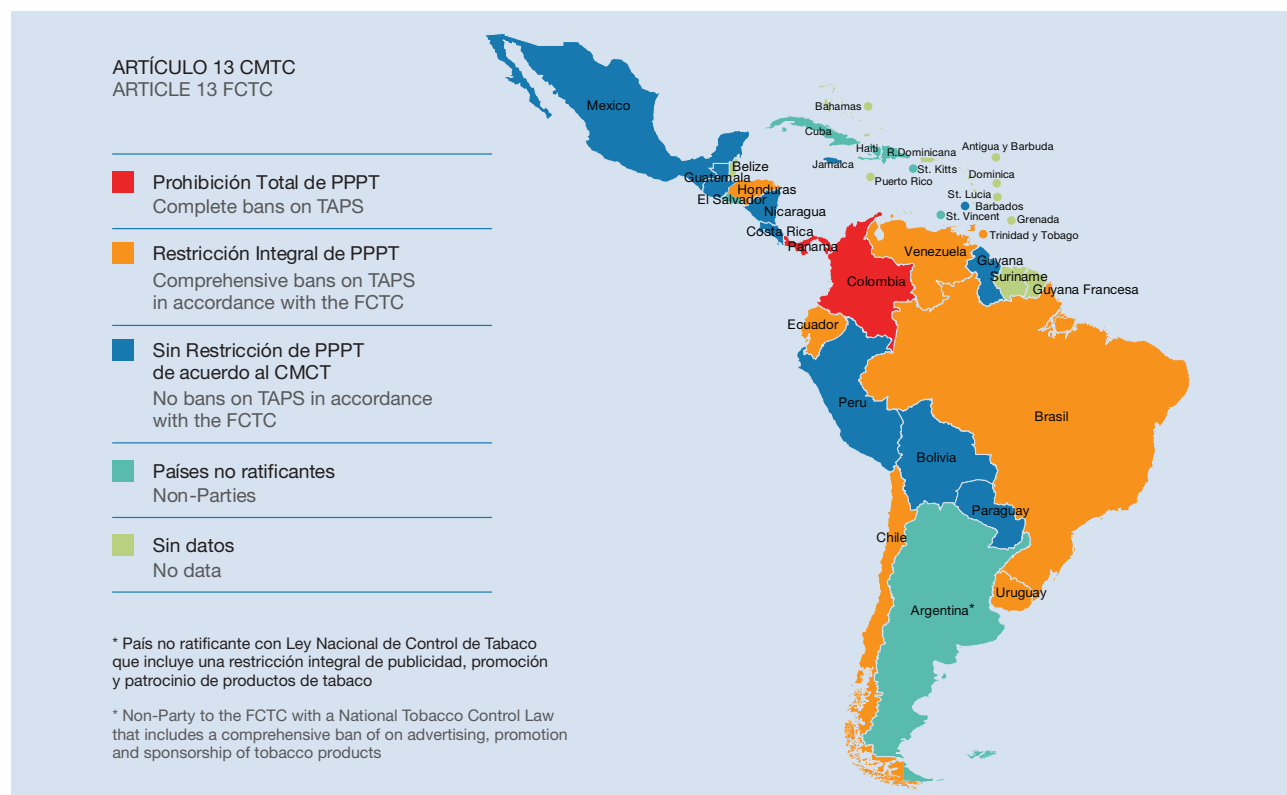 ARTÍCULO 13 CMTC
ARTICLE 13 FCTC
Prohibición Total de PPPT
Complete bans on TAPS
Restricción Integral de PPPT
Comprehensive bans on TAPS
in accordance with the FCTC
Sin Restricción de PPPT
de acuerdo al CMCT
No bans on TAPS in accordance
with the FCTC
Países no ratificantes
Non-Parties
Sin datos
No data
* País no ratificante con Ley Nacional de Control de Tabaco
que incluye una restricción integral de publicidad, promoción
y patrocinio de productos de tabaco
* Non-Party to the FCTC with a National Tobacco Control Law
that includes a comprehensive ban of on advertising, promotion
and sponsorship of tobacco products
Mexico
Bahamas
Cuba
Haiti
R.Dominicana
Antigua y Barbuda
Jamaica
St. Kitts
Belize
Puerto Rico
Dominica
Guatemala
Honduras
St. Lucia
El Salvador
Barbados
Nicaragua
St. Vincent
Grenada
Costa Rica
Trinidad y Tobago
Panama
Venezuela
Guyana
Colombia
Suriname
Guyana Francesa
Ecuador
Peru
Brasil
Bolivia
Paraguay
Chile
Uruguay
Argentina*